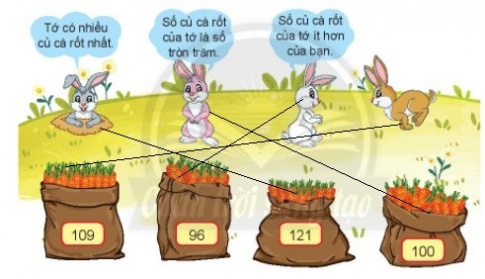 Tớ có nhiều
củ cà rốt nhất.
Số củ cà rốt
của tớ là số
tròn trăm.
Số củ cà rốt
của tớ ít hơn
của bạn.
109
96
121
100